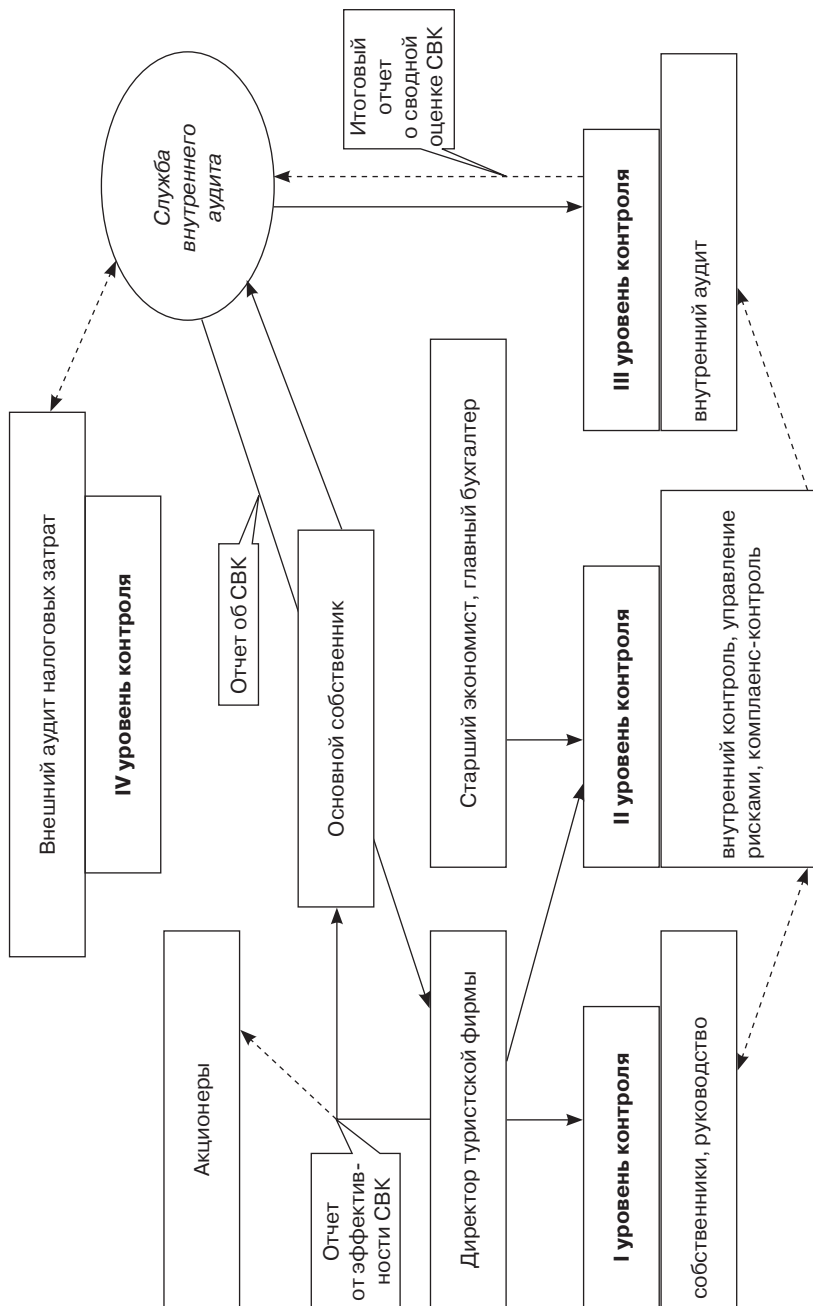 Внешний аудит налоговых затрат
IV уровень контроля
Акционеры
Служба
внутреннего
аудита
Отчет об СВК
Отчет
от эффектив-
ности СВК
Основной собственник
Итоговый
отчет
о сводной
оценке СВК
Директор туристской фирмы
Старший экономист, главный бухгалтер
I уровень контроля
собственники, руководство
II уровень контроля
внутренний контроль, управление
рисками, комплаенс-контроль
III уровень контроля
внутренний аудит